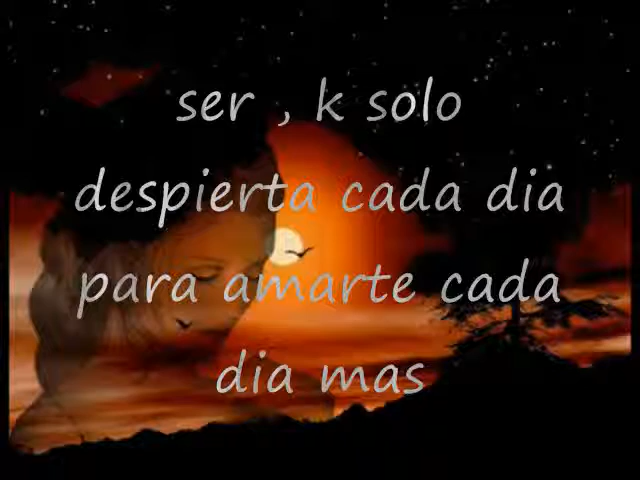 ser , k solo
despierta cada dia
para amarte cada
dia mas